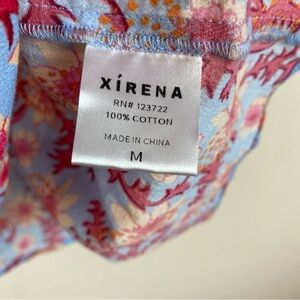 XíRENA
RN# 123722
100% COTTON
MADE IN CHINA
M